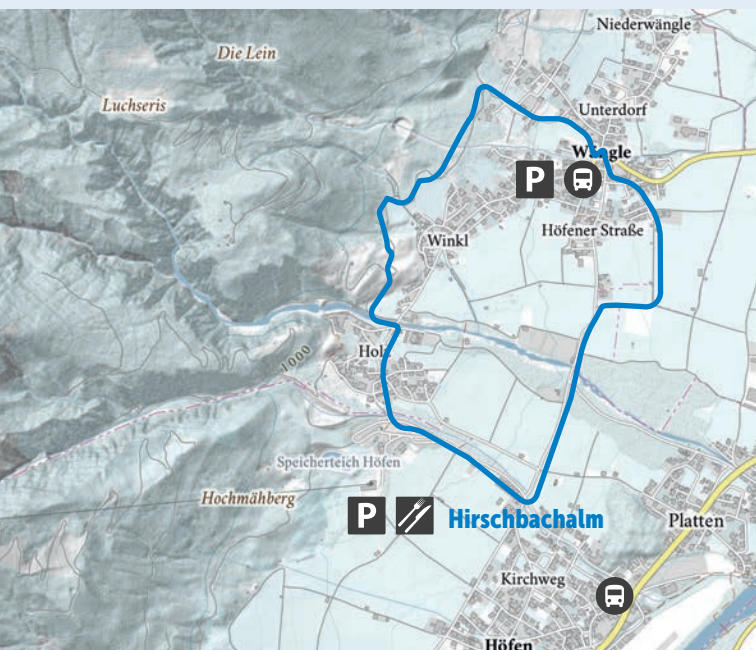 Niederwängle
Die Lein
Luchseris
Unterdorf
Wängle
P
Winkl
Höfener Straße
Holz
1000
Speicherteich Höfen
Hochmähberg
P
Hirschbachalm
Platten
Kirchweg
Höfen